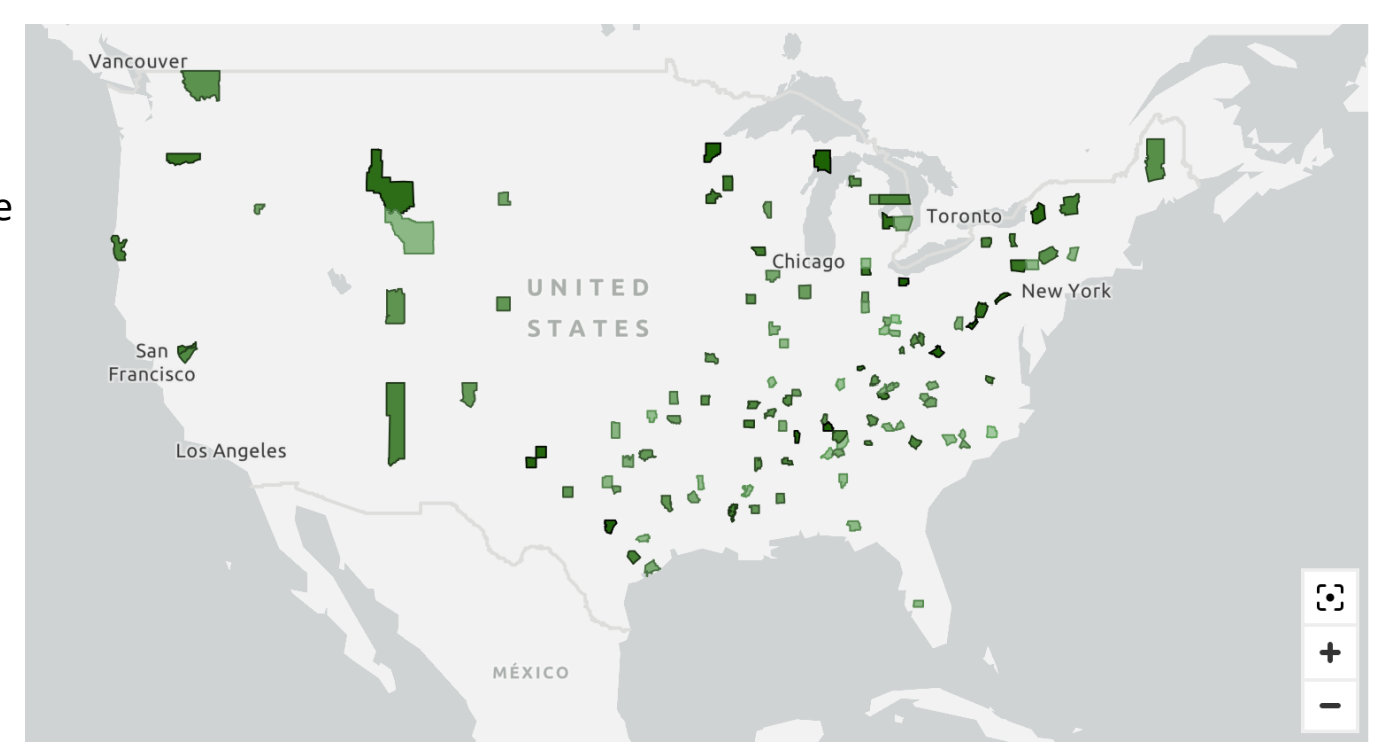 Vancouver
e
Toronto
Chicago
UNITED
STATES
New York
San
Francisco
Los Angeles
MÉXICO